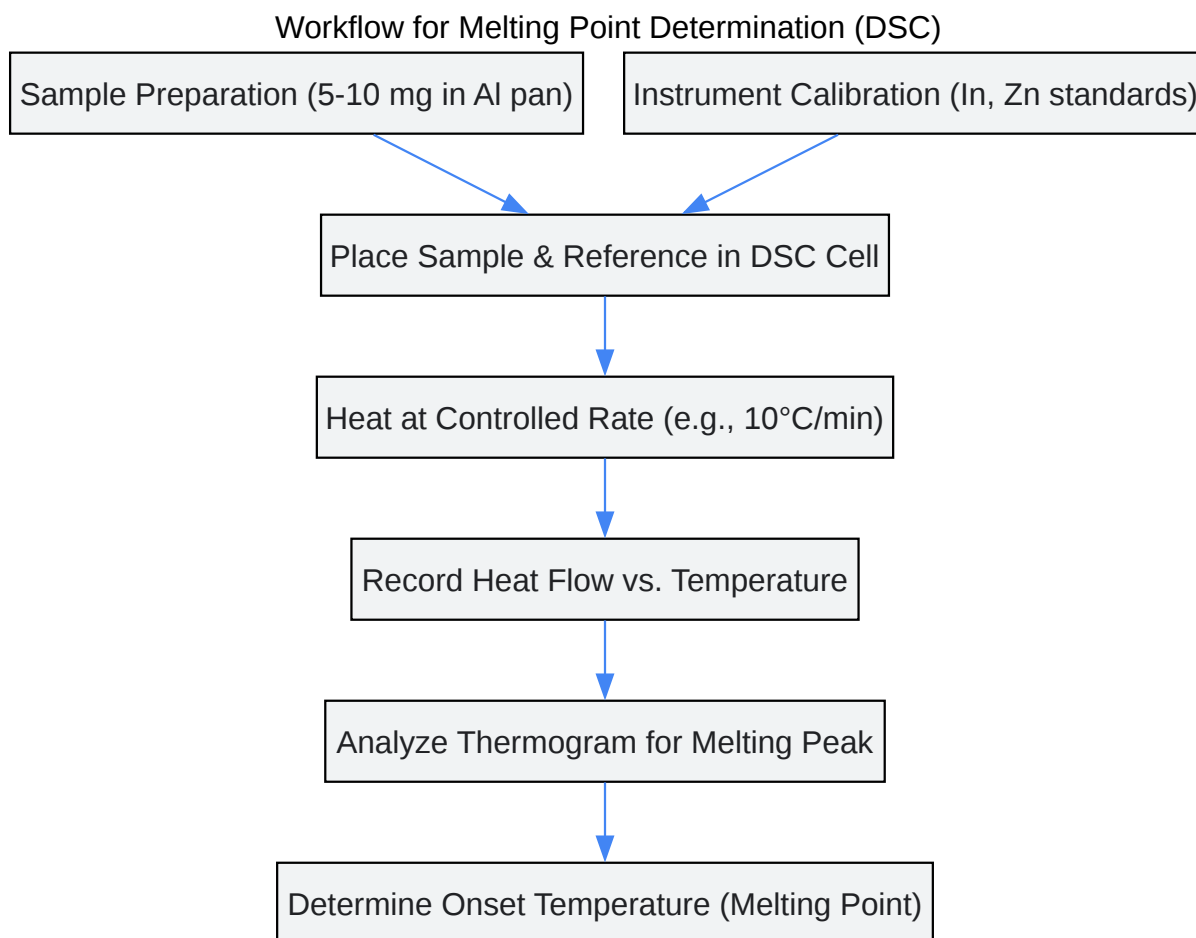 Workflow for Melting Point Determination (DSC)
Sample Preparation (5-10 mg in Al pan)
Instrument Calibration (In, Zn standards)
Place Sample & Reference in DSC Cell
Heat at Controlled Rate (e.g., 10°C/min)
Record Heat Flow vs. Temperature
Analyze Thermogram for Melting Peak
Determine Onset Temperature (Melting Point)